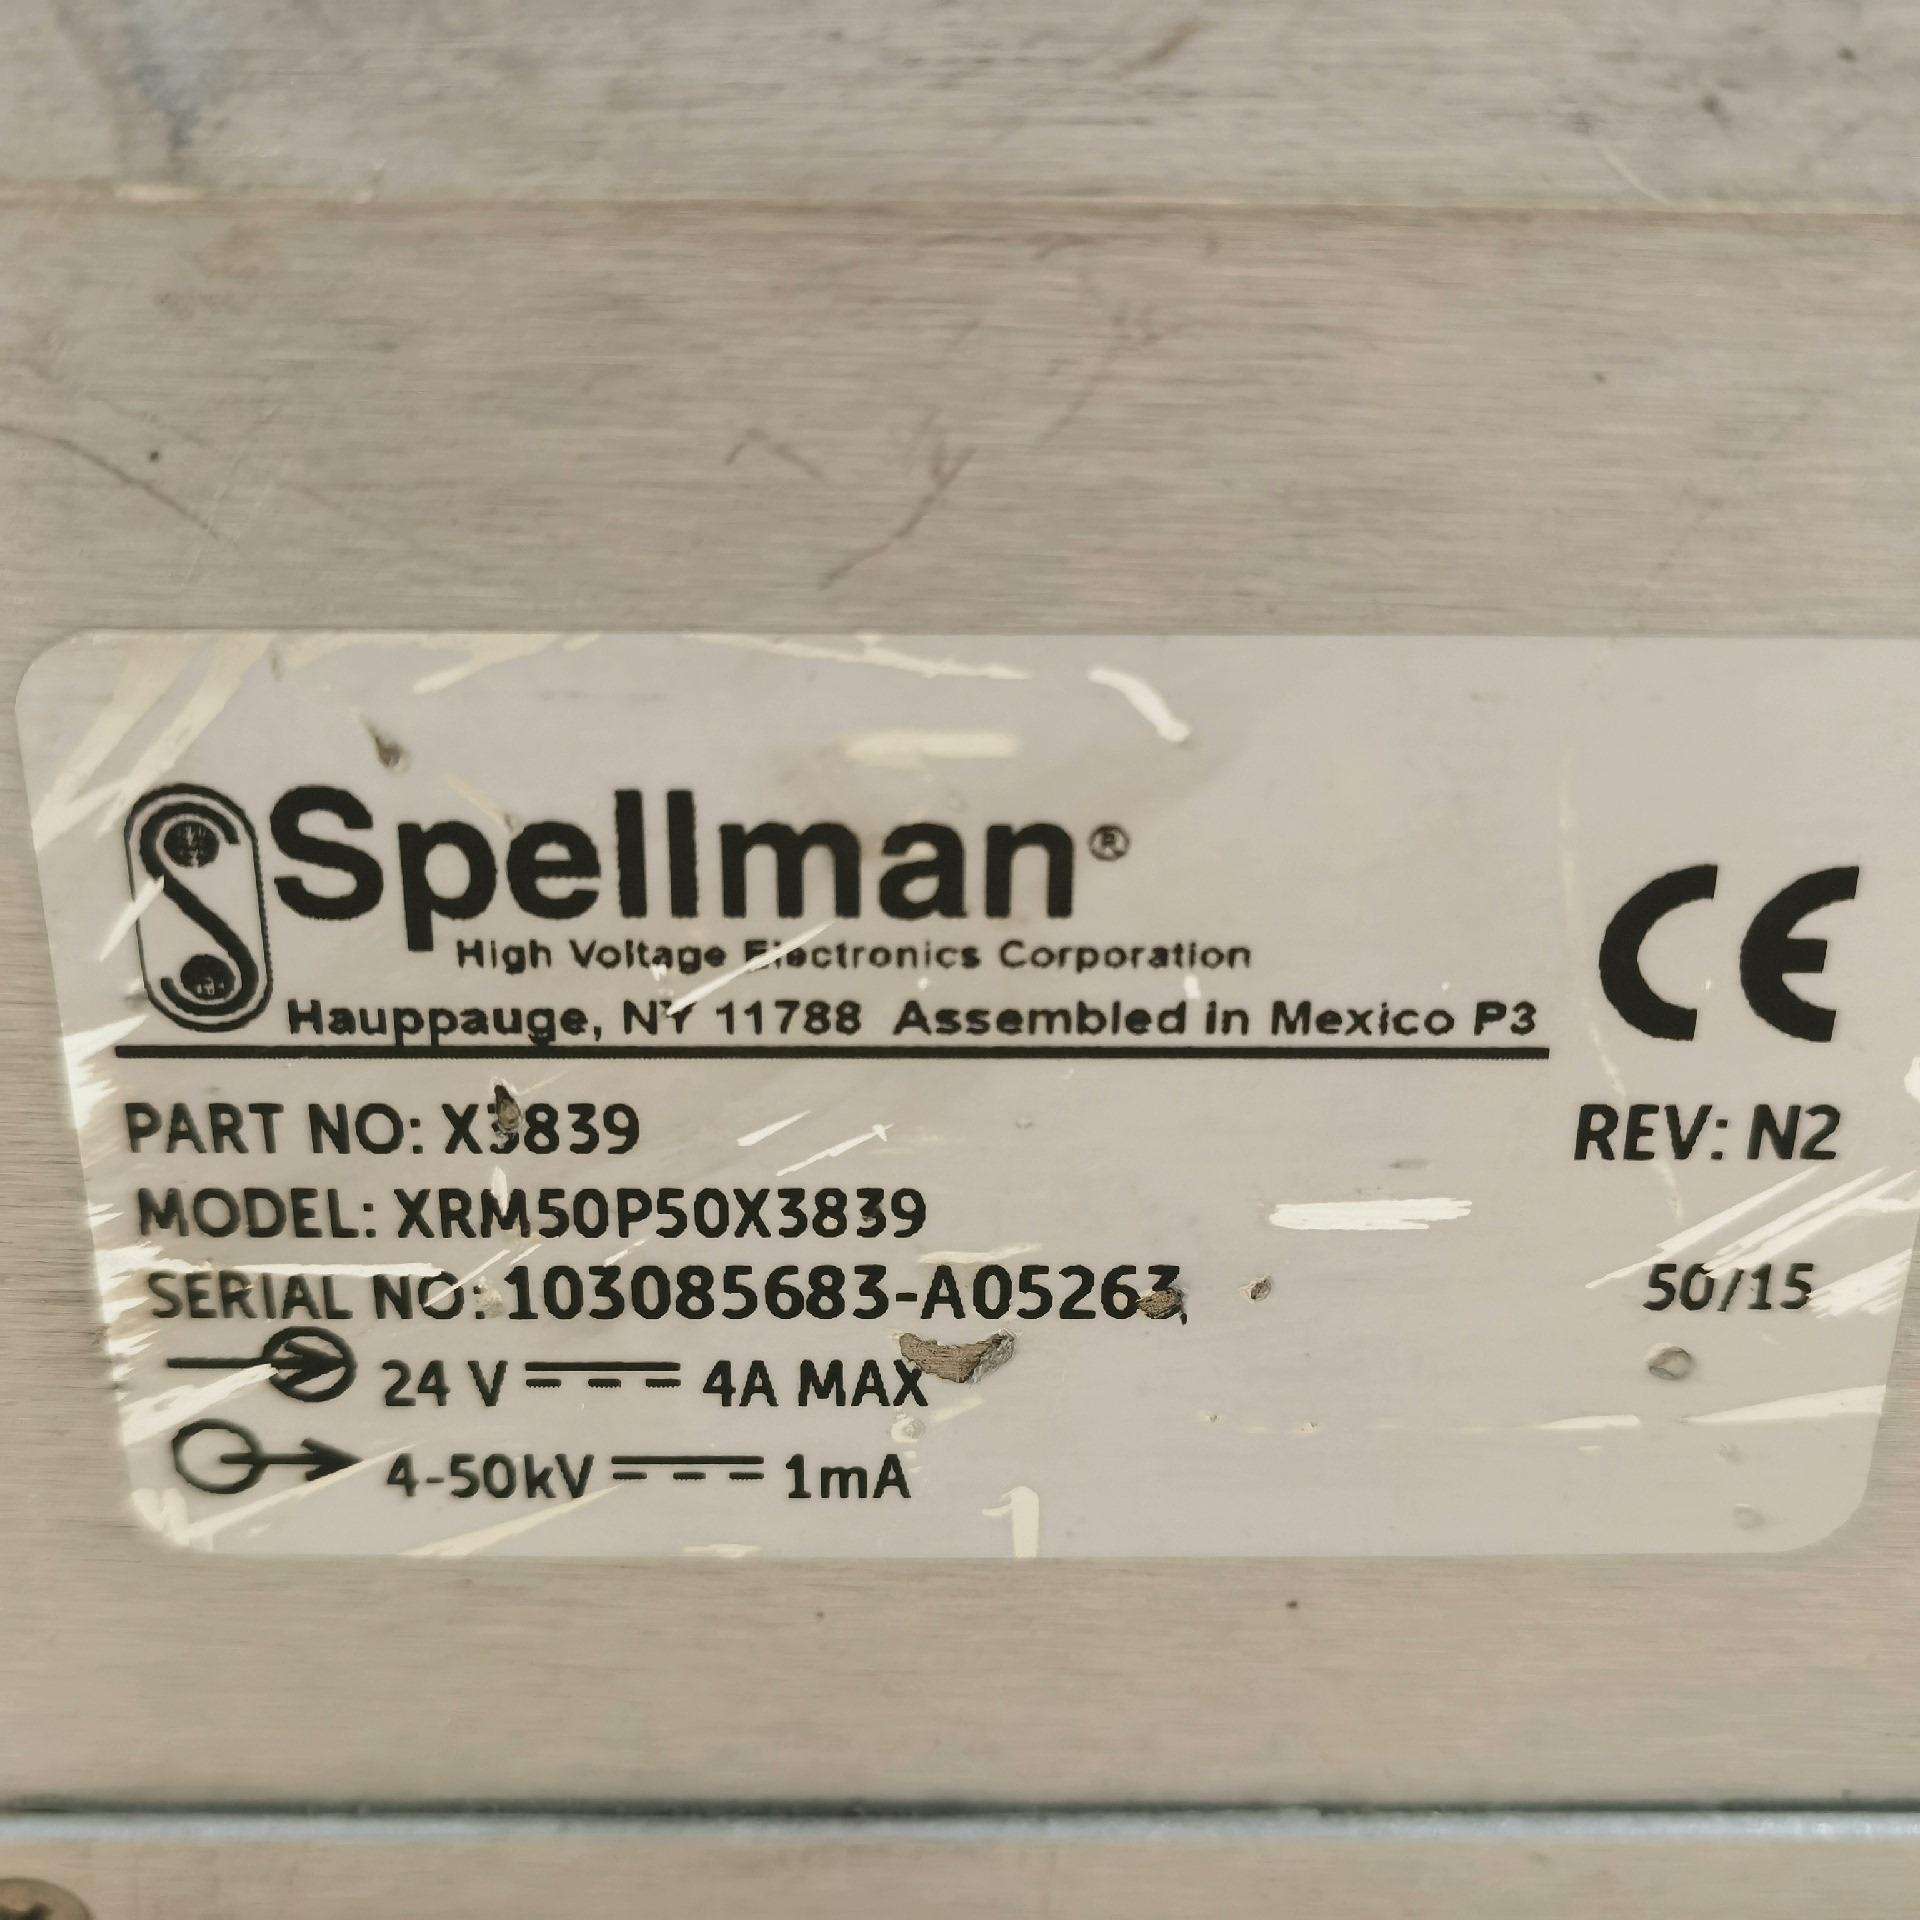 Spellman®
High Voltage Electronics Corporation
Hauppauge, NY 11788 Assembled in Mexico P3
CE
PART NO: X3839
REV: N2
MODEL: XRM50P50X3839
SERIAL NO: 103085683-A05263
50/15
24 V ⎓ 4A MAX
4-50kV ⎓ 1mA